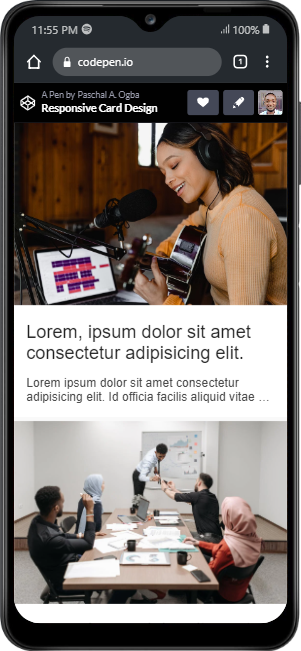 11:55 PM 100%
codepen.io 1
A Pen by Paschal A. Ogba
Responsive Card Design
Lorem, ipsum dolor sit amet
consectetur adipisicing elit.
Lorem ipsum dolor sit amet consectetur
adipisicing elit. Id officia facilis aliquid vitae ...